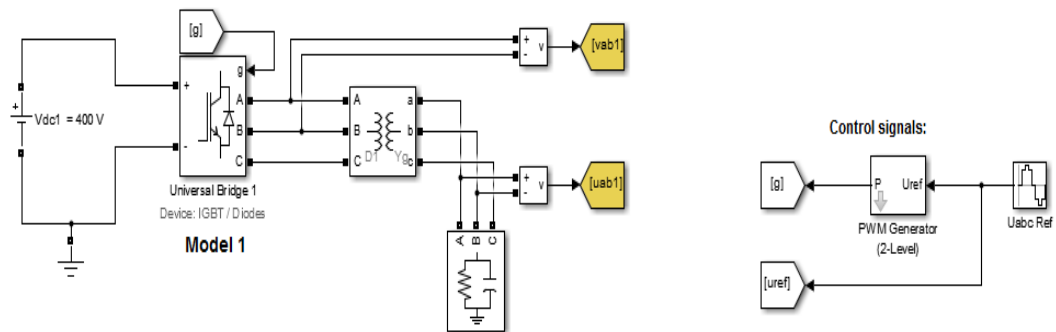 [g]
+
-
v
[vab1]
g
+
A
A
a
+
Vdc1 = 400 V
B
B
b
D1
Yg
-
C
C
c
+
-
v
[uab1]
Universal Bridge 1
Device: IGBT / Diodes
Model 1
A
B
C
Control signals:
[g]
P
Uref
PWM Generator
(2-Level)
Uabc Ref
[uref]